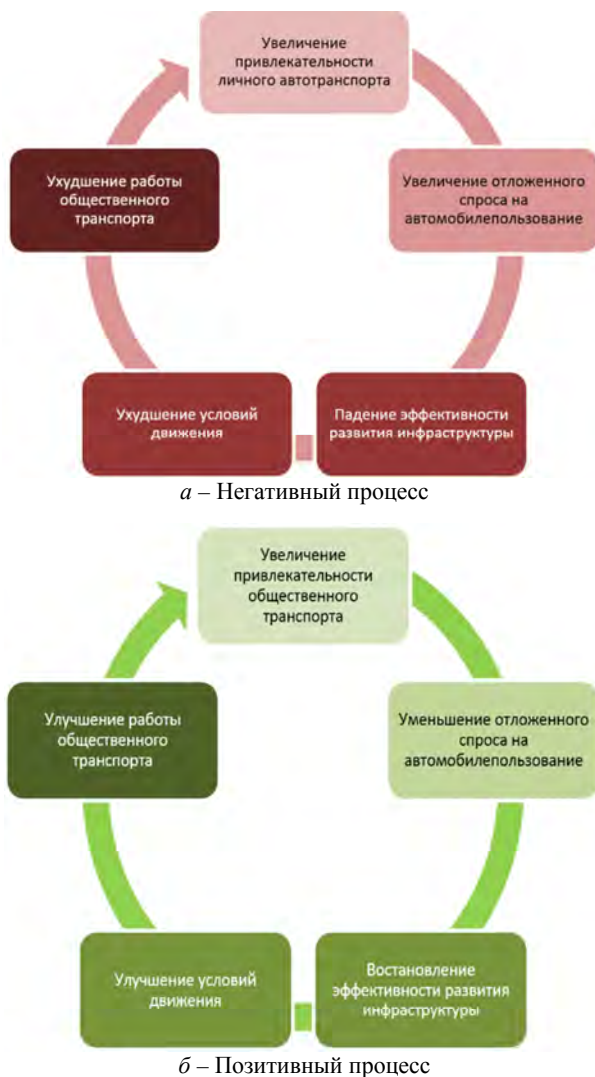 Увеличение
привлекательности
личного автотранспорта
Увеличение отложенного
спроса на
автомобилепользование
Падение эффективности
развития инфраструктуры
Ухудшение условий
движения
Ухудшение работы
общественного
транспорта
а – Негативный процесс
Увеличение
привлекательности
общественного
транспорта
Уменьшение отложенного
спроса на
автомобилепользование
Востановление
эффективности развития
инфраструктуры
Улучшение условий
движения
Улучшение работы
общественного
транспорта
б – Позитивный процесс